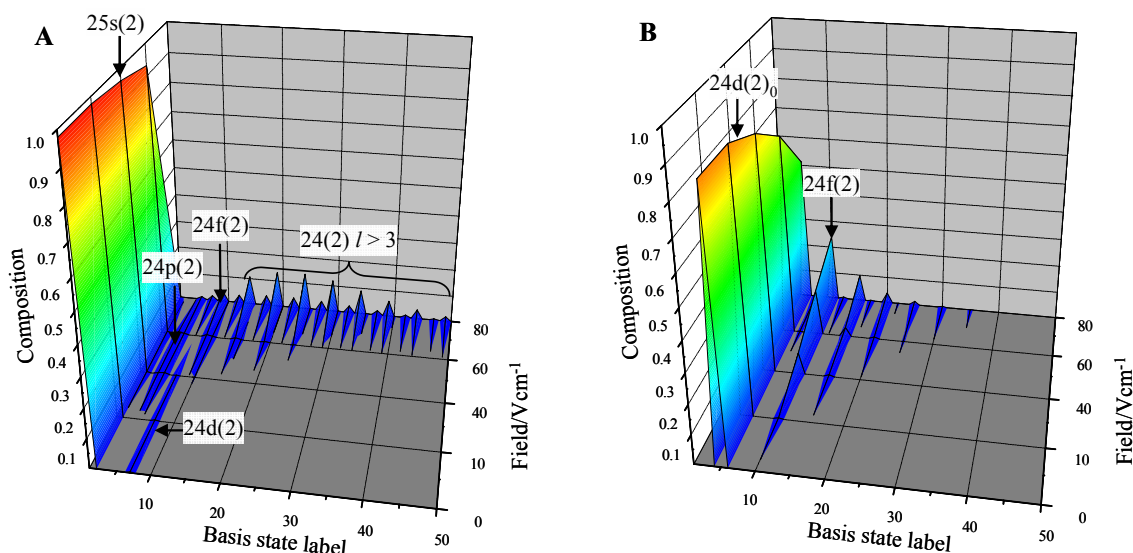 A
25s(2)
1.0
0.9
0.8
0.7
0.6
0.5
0.4
0.3
0.2
0.1
Composition
24p(2)
24f(2)
24(2) l > 3
24d(2)
10
20
30
40
50
Basis state label
0
10
40
60
80
Field/Vcm-1
B
24d(2)0
1.0
0.9
0.8
0.7
0.6
0.5
0.4
0.3
0.2
0.1
Composition
24f(2)
10
20
30
40
50
Basis state label
0
10
40
60
80
Field/Vcm-1